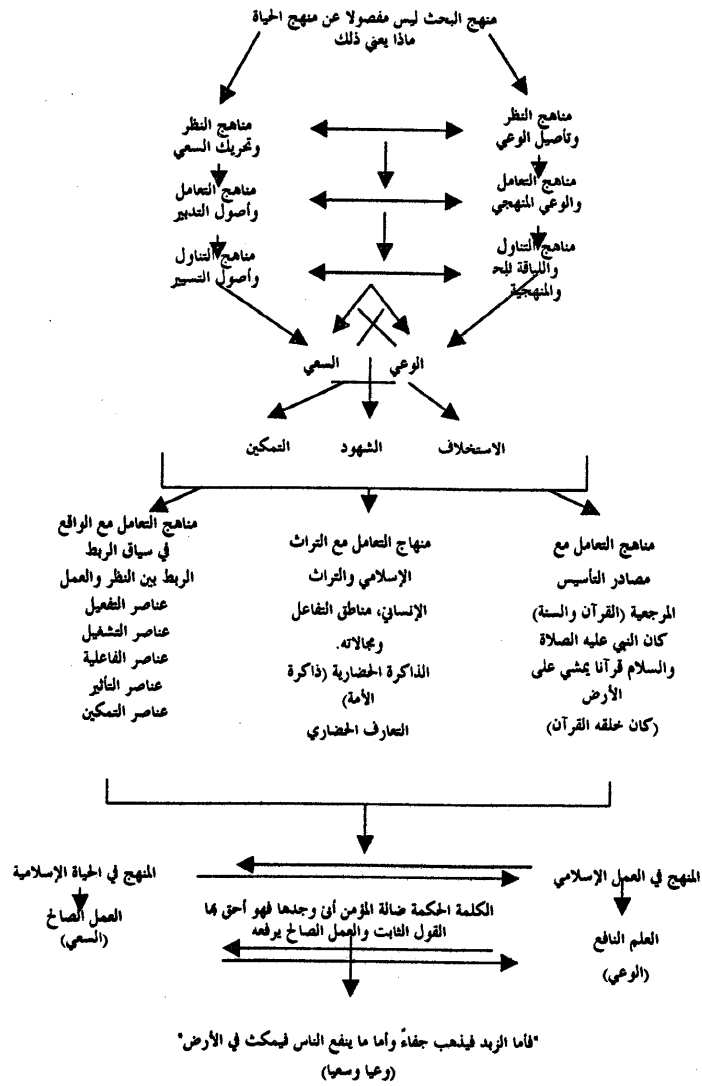 منهج البحث ليس مفصولا عن منهج الحياة
ماذا يعني ذلك
مناهج النظر
وتأصيل الوعي
مناهج النظر
وتحريك السعي
مناهج التعامل
والوعي المنهجي
مناهج التعامل
وأصول التدبير
مناهج التناول
واللياقة البح
والمنهجية
مناهج التناول
وأصول التسيير
الوعي
السعي
الاستخلاف
الشهود
التمكين
مناهج التعامل مع
مصادر التأسيس
المرجعية (القرآن والسنة)
كان النبي عليه الصلاة
والسلام قرآنا يمشي على
الأرض
(كان خلقه القرآن)
منهاج التعامل مع التراث
الإسلامي والتراث
الإنساني، مناطق التفاعل
ومجالاته.
الذاكرة الحضارية (ذاكرة
الأمة)
التعارف الحضاري
مناهج التعامل مع الواقع
في سياق الربط
الربط بين النظر والعمل
عناصر التفعيل
عناصر التشغيل
عناصر الفاعلية
عناصر التأثير
عناصر التمكين
المنهج في العمل الإسلامي
المنهج في الحياة الإسلامية
العلم النافع
(الوعي)
الكلمة الحكمة ضالة المؤمن أنى وجدها فهو أحق بها
القول الثابت والعمل الصالح يرفعه
العمل الصالح
(السعي)
"فأما الزبد فيذهب جفاءً وأما ما ينفع الناس فيمكث في الأرض"
(وعيا وسعيا)